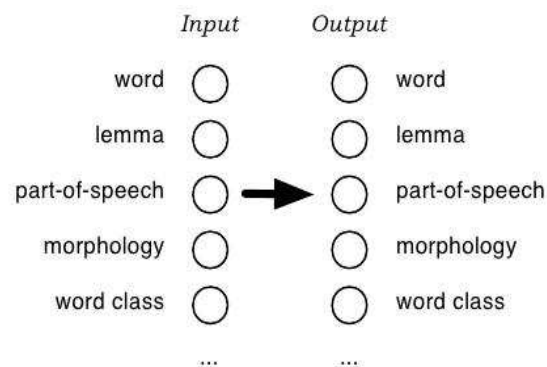 Input Output
word word
lemma lemma
part-of-speech part-of-speech
morphology morphology
word class word class
... ...